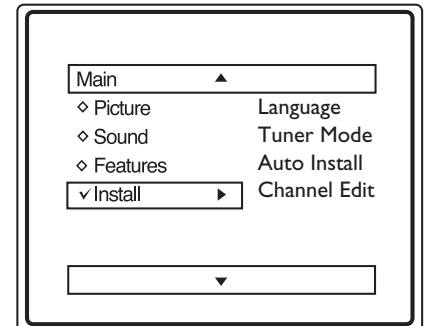 Main
Picture Language
Sound Tuner Mode
Features Auto Install
Install Channel Edit